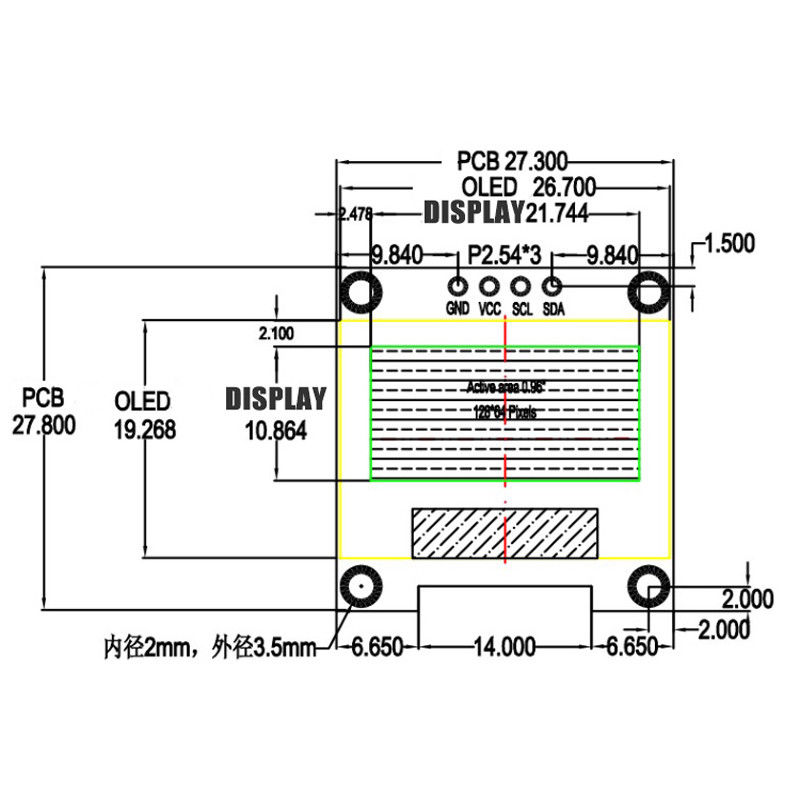 PCB 27.300
OLED 26.700
2.478 DISPLAY 21.744
9.840 P2.54*3 9.840
1.500
GND VCC SCL SDA
2.100
Active area 0.96"
128*64 Pixels
PCB
27.800
OLED
19.268
DISPLAY
10.864
2.000
2.000
内径2mm，外径3.5mm
6.650 14.000 6.650